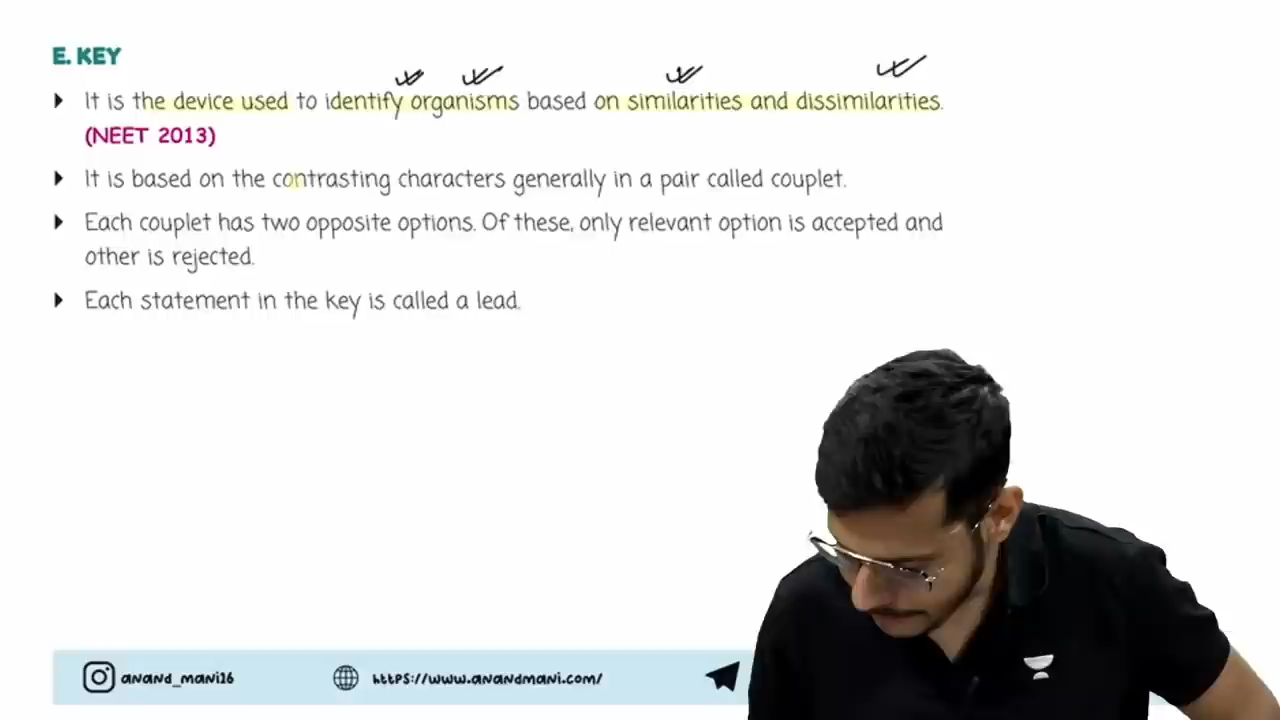 E. KEY
It is the device used to identify organisms based on similarities and dissimilarities.
(NEET 2013)
It is based on the contrasting characters generally in a pair called couplet.
Each couplet has two opposite options. Of these, only relevant option is accepted and
other is rejected.
Each statement in the key is called a lead.
anand_mani26 https://www.anandmani.com/